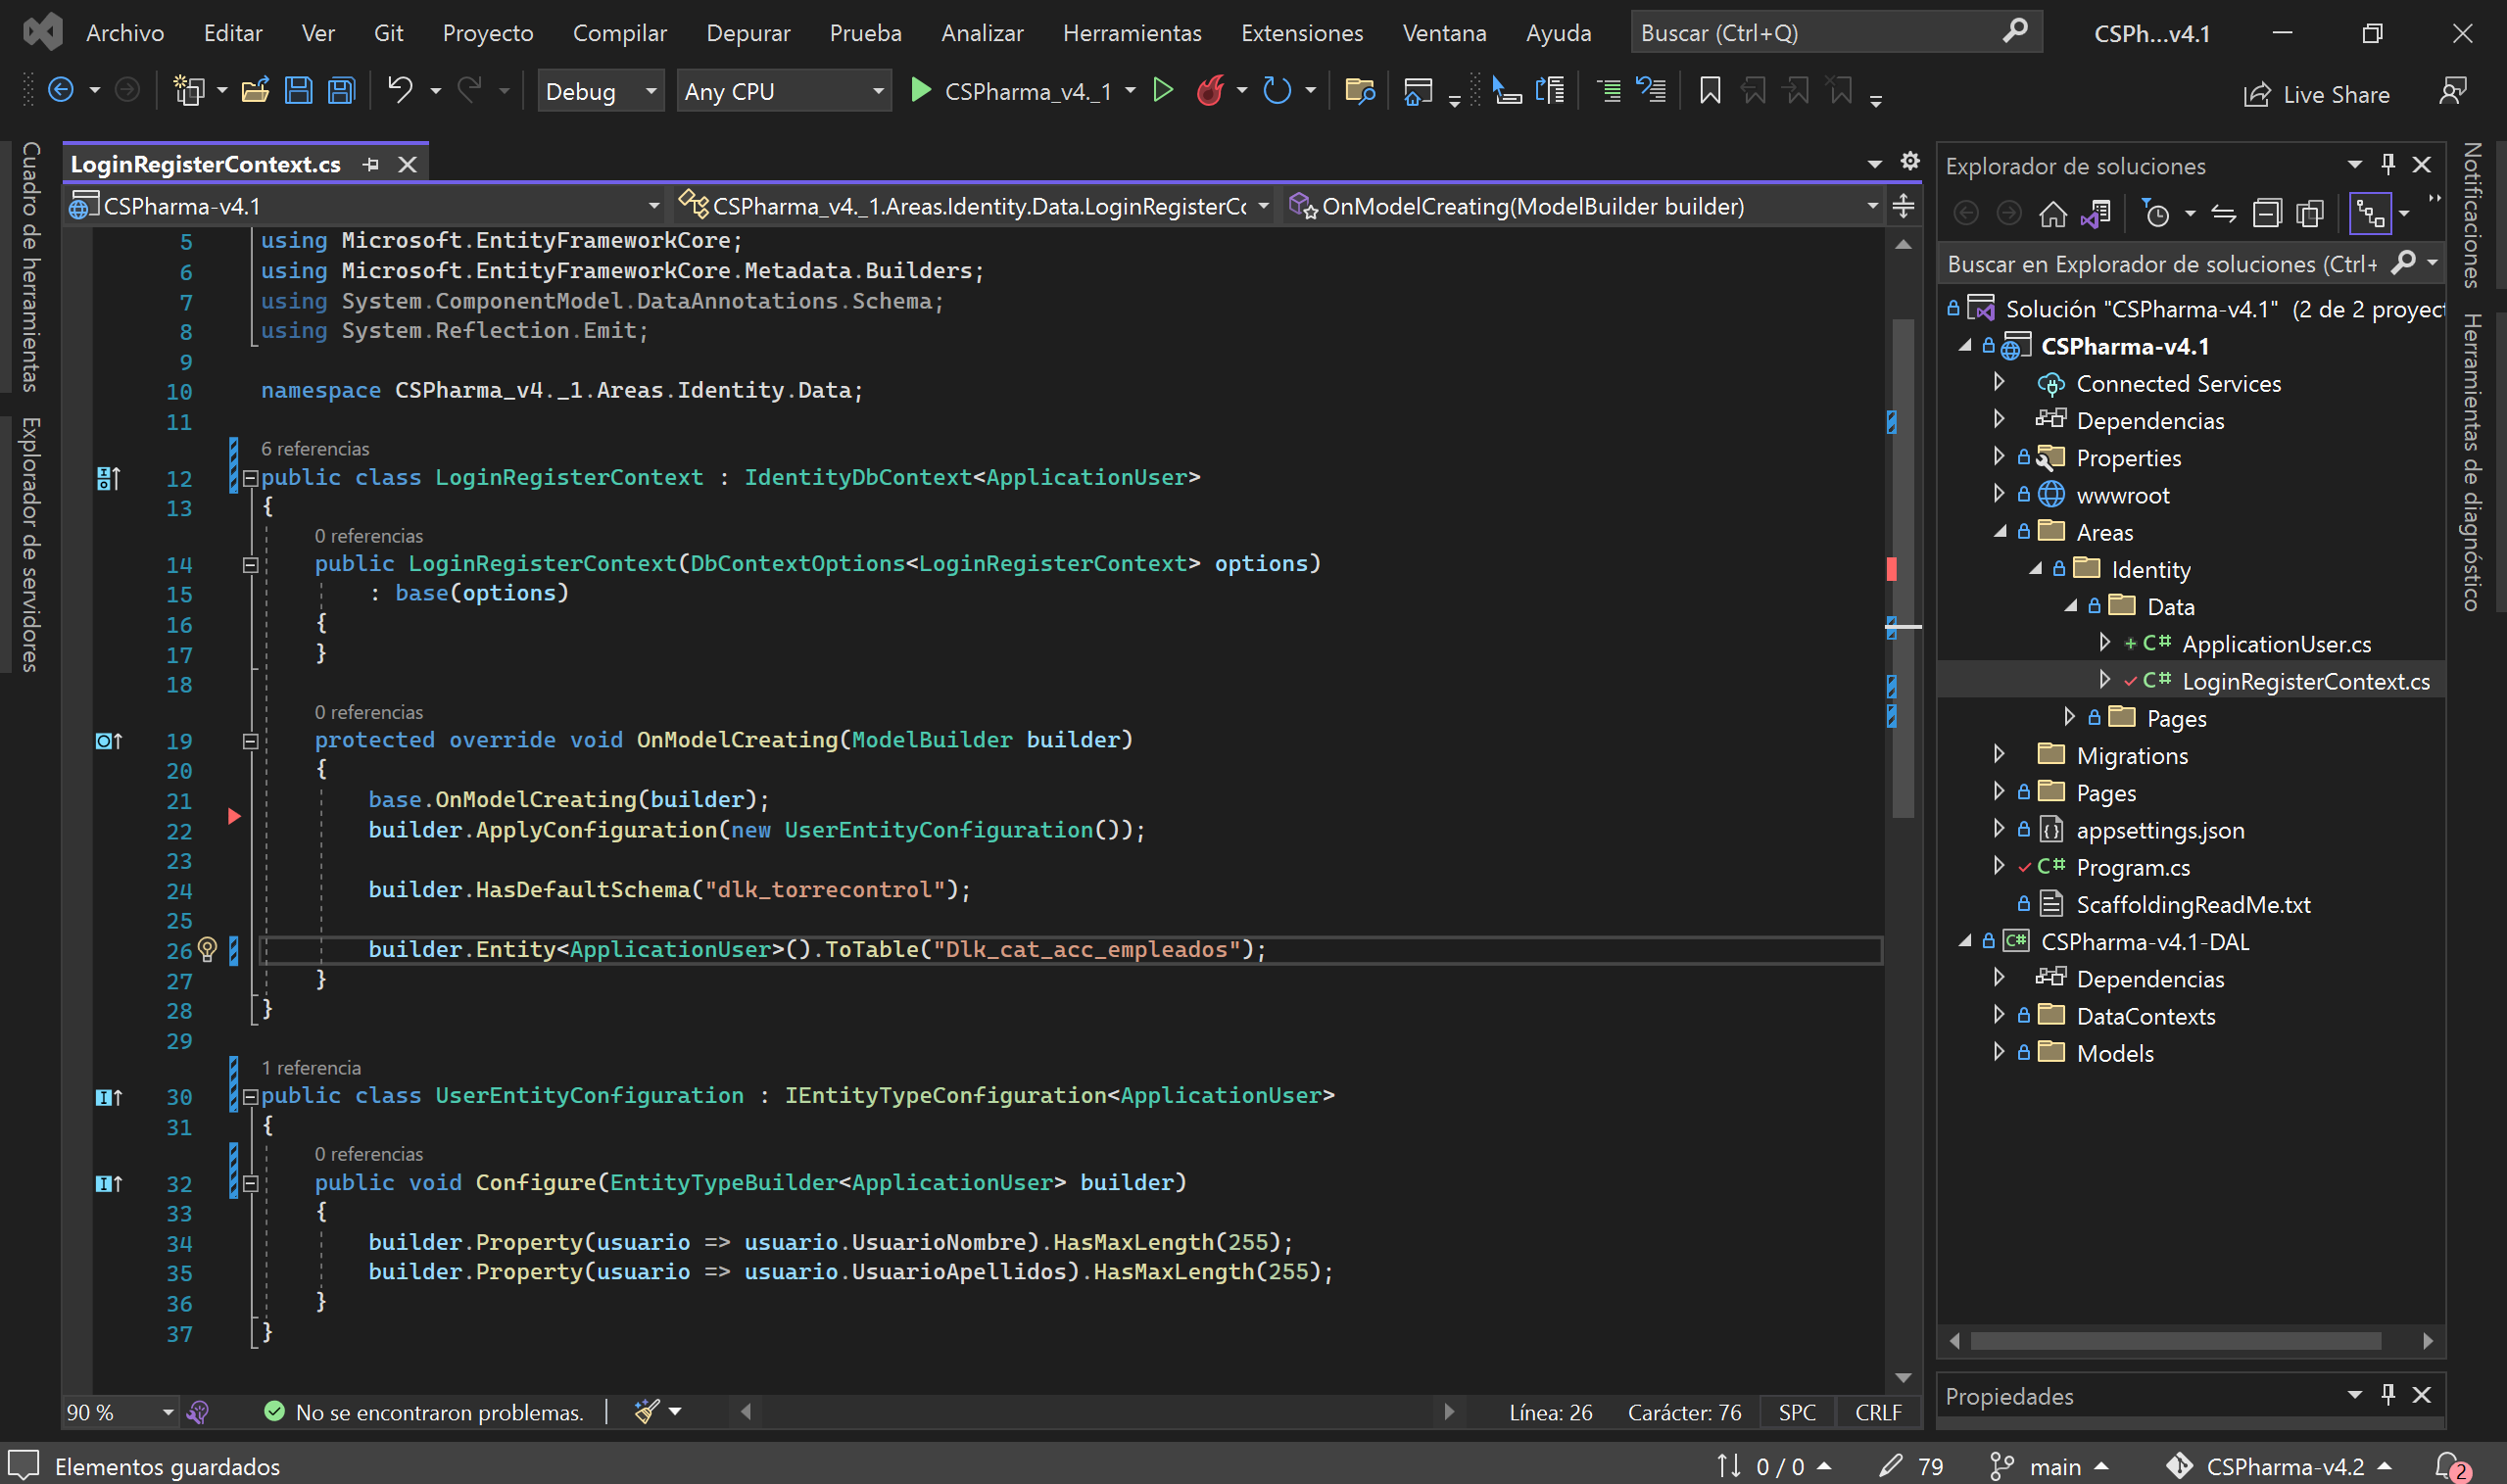 Archivo Editar Ver Git Proyecto Compilar Depurar Prueba Analizar Herramientas Extensiones Ventana Ayuda Buscar (Ctrl+Q) CSPh...v4.1
Debug Any CPU CSPharma_v4._1 Live Share
Cuadro de herramientas
Explorador de servidores
LoginRegisterContext.cs
CSPharma-v4.1 CSPharma_v4._1.Areas.Identity.Data.LoginRegisterCo OnModelCreating(ModelBuilder builder)
5 using Microsoft.EntityFrameworkCore;
6 using Microsoft.EntityFrameworkCore.Metadata.Builders;
7 using System.ComponentModel.DataAnnotations.Schema;
8 using System.Reflection.Emit;
9
10 namespace CSPharma_v4._1.Areas.Identity.Data;
11
6 referencias
12 public class LoginRegisterContext : IdentityDbContext<ApplicationUser>
13 {
0 referencias
14 public LoginRegisterContext(DbContextOptions<LoginRegisterContext> options)
15 : base(options)
16 {
17 }
18
0 referencias
19 protected override void OnModelCreating(ModelBuilder builder)
20 {
21 base.OnModelCreating(builder);
22 builder.ApplyConfiguration(new UserEntityConfiguration());
23
24 builder.HasDefaultSchema("dlk_torrecontrol");
25
26 builder.Entity<ApplicationUser>().ToTable("Dlk_cat_acc_empleados");
27 }
28 }
29
1 referencia
30 public class UserEntityConfiguration : IEntityTypeConfiguration<ApplicationUser>
31 {
0 referencias
32 public void Configure(EntityTypeBuilder<ApplicationUser> builder)
33 {
34 builder.Property(usuario => usuario.UsuarioNombre).HasMaxLength(255);
35 builder.Property(usuario => usuario.UsuarioApellidos).HasMaxLength(255);
36 }
37 }
90 % No se encontraron problemas. Línea: 26 Carácter: 76 SPC CRLF
Explorador de soluciones
Buscar en Explorador de soluciones (Ctrl+
Solución "CSPharma-v4.1" (2 de 2 proyect
CSPharma-v4.1
Connected Services
Dependencias
Properties
wwwroot
Areas
Identity
Data
C# ApplicationUser.cs
C# LoginRegisterContext.cs
Pages
Migrations
Pages
appsettings.json
C# Program.cs
ScaffoldingReadMe.txt
C# CSPharma-v4.1-DAL
Dependencias
DataContexts
Models
Propiedades
Notificaciones
Herramientas de diagnóstico
Elementos guardados 0 / 0 79 main CSPharma-v4.2 2